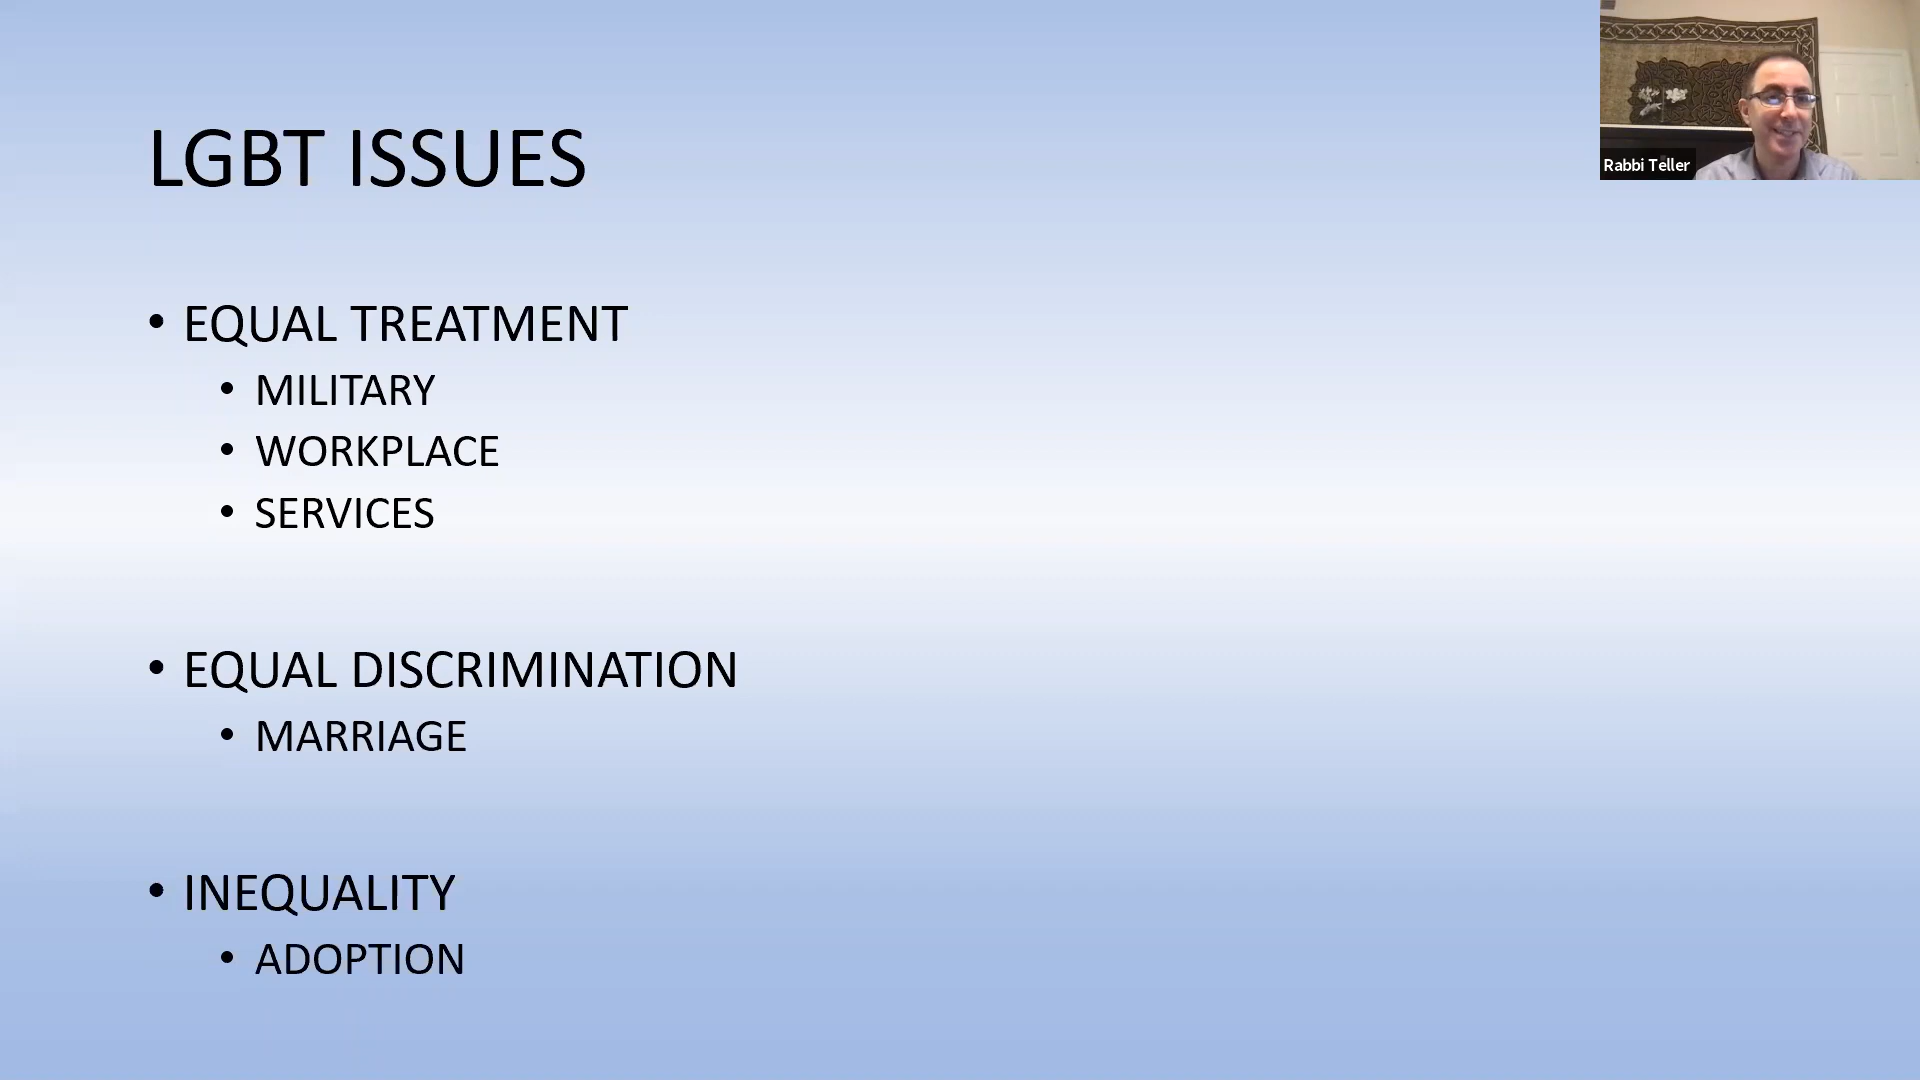 LGBT ISSUES
Rabbi Teller
• EQUAL TREATMENT
• MILITARY
• WORKPLACE
• SERVICES
• EQUAL DISCRIMINATION
• MARRIAGE
• INEQUALITY
• ADOPTION